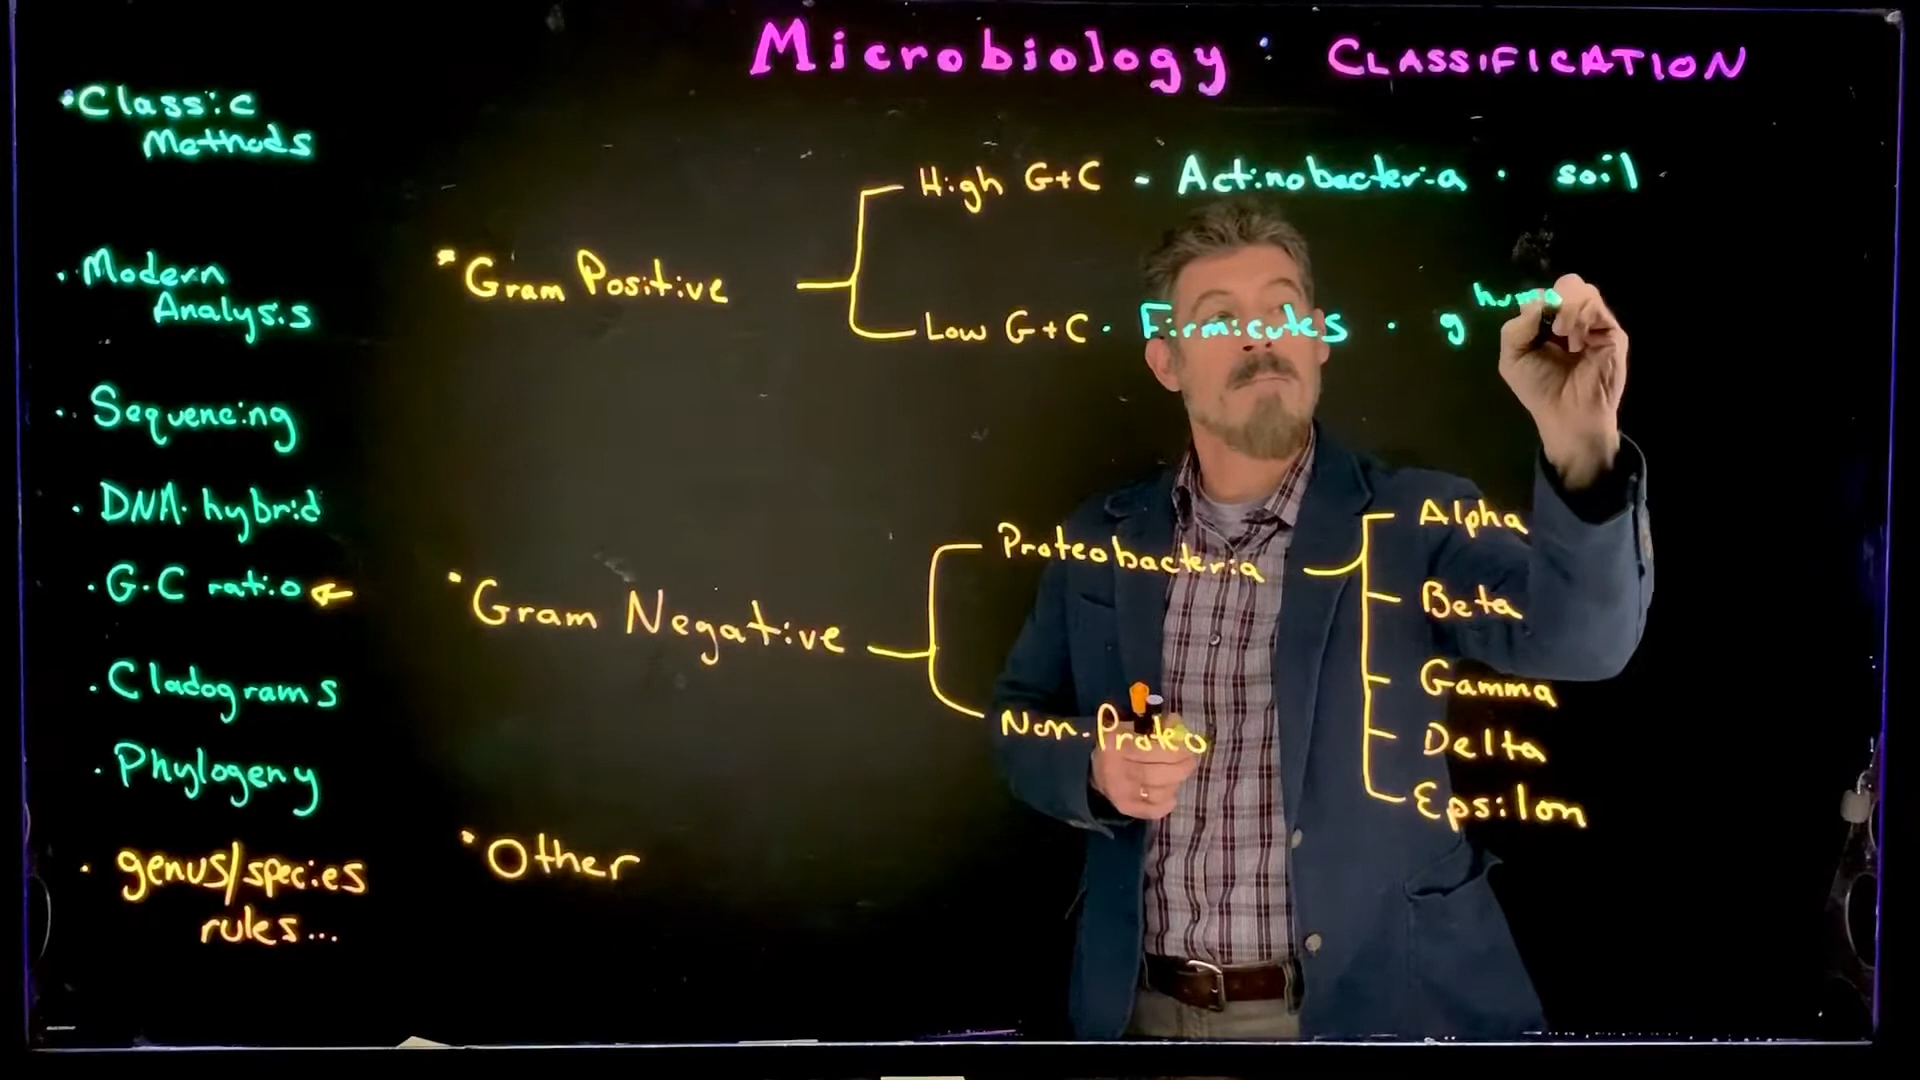 Microbiology : CLASSIFICATION
• Classic
Methods
• Modern
Analysis
• Sequencing
• DNA-hybrid
• G-C ratio ←
• Cladograms
• Phylogeny
• genus/species
rules...
• Gram Positive
High G+C - Actinobacteria • soil
Low G+C • Firmicutes • g
• Gram Negative
Proteobacteria
Non-Proteo
Alpha
Beta
Gamma
Delta
Epsilon
• Other